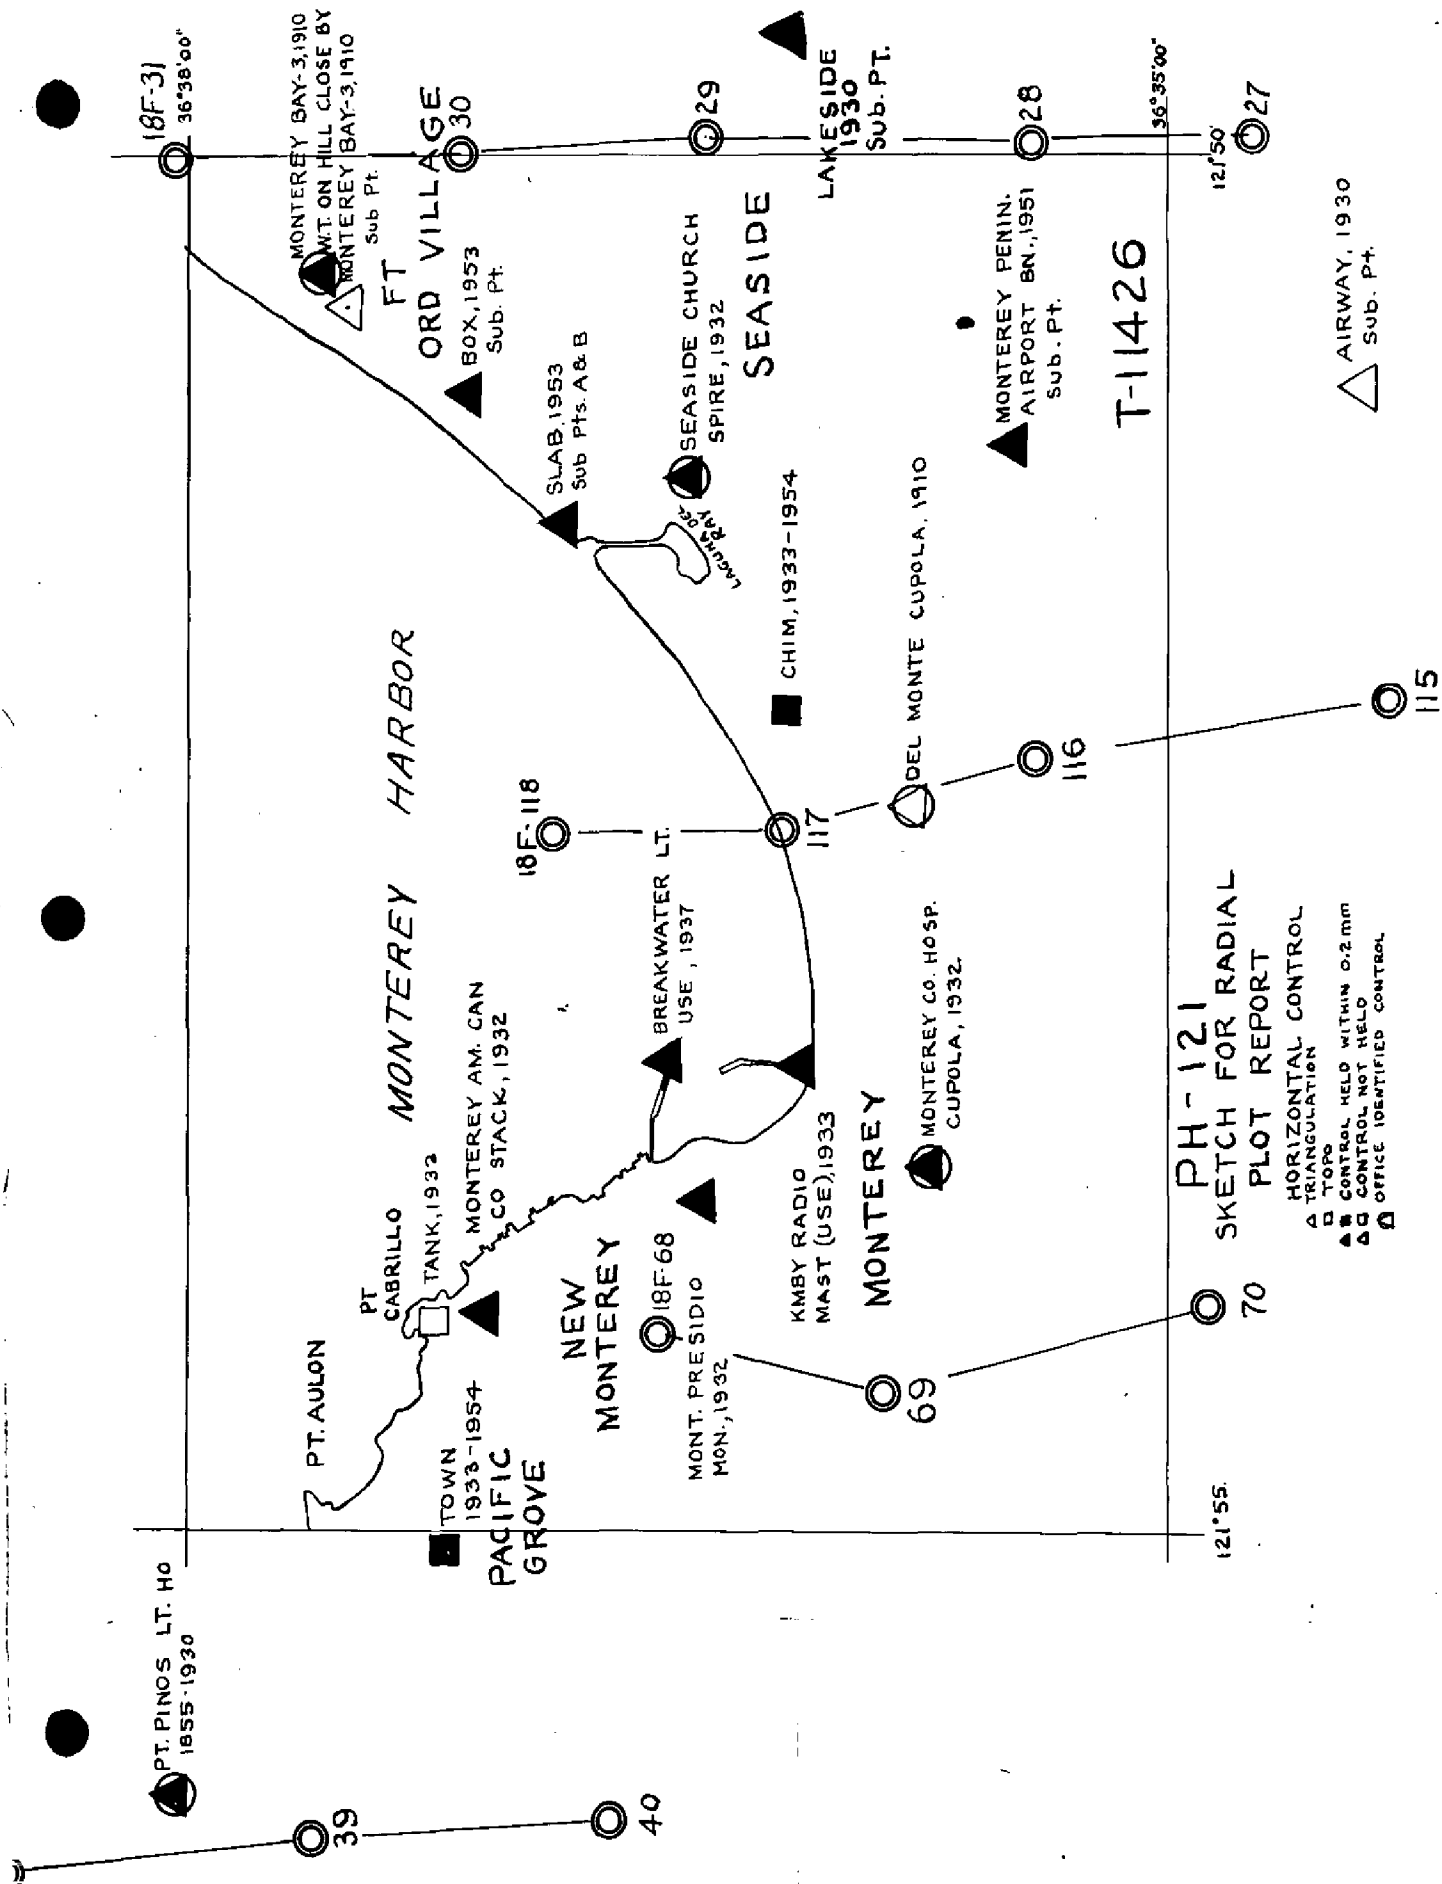 18F-31
36°38'00"
MONTEREY BAY-3,1910
W.T. ON HILL CLOSE BY
MONTEREY BAY-3,1910
Sub Pt.
FT
ORD VILLAGE
30
BOX, 1953
Sub. Pt.
SLAB, 1953
Sub Pts. A & B
29
SEASIDE CHURCH
SPIRE, 1932
SEASIDE
LAGUNA DEL
RAY
LAKESIDE
1930
Sub. PT.
28
MONTEREY PENIN.
AIRPORT BN., 1951
Sub. Pt.
36°35'00"
121°50'
27
T-11426
AIRWAY, 1930
Sub. Pt.
CHIM, 1933-1954
DEL MONTE CUPOLA, 1910
MONTEREY HARBOR
18F-118
117
116
115
BREAKWATER LT.
USE, 1937
MONTEREY AM. CAN
CO STACK, 1932
PT
CABRILLO
TANK, 1932
PT. AULON
TOWN
1933-1954
PACIFIC
GROVE
NEW
MONTEREY
18F-68
MONT. PRESIDIO
MON., 1932
KMBY RADIO
MAST (USE), 1933
MONTEREY
MONTEREY CO. HOSP.
CUPOLA, 1932.
69
70
121°55.
PT. PINOS LT. HO
1855-1930
39
40
PH-121
SKETCH FOR RADIAL
PLOT REPORT
HORIZONTAL CONTROL
TRIANGULATION
TOPO
CONTROL HELD WITHIN 0.2mm
CONTROL NOT HELD
OFFICE IDENTIFIED CONTROL